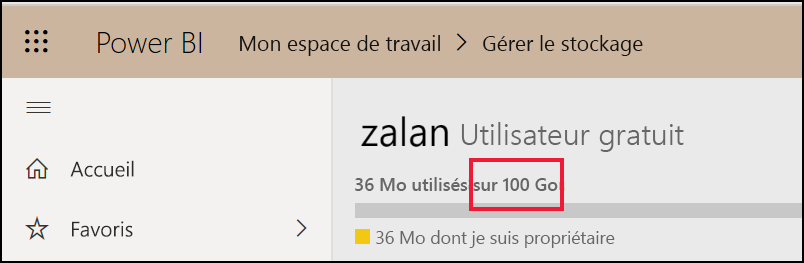 Power BI Mon espace de travail > Gérer le stockage
zalan Utilisateur gratuit
Accueil
36 Mo utilisés sur 100 Go
Favoris >
36 Mo dont je suis propriétaire